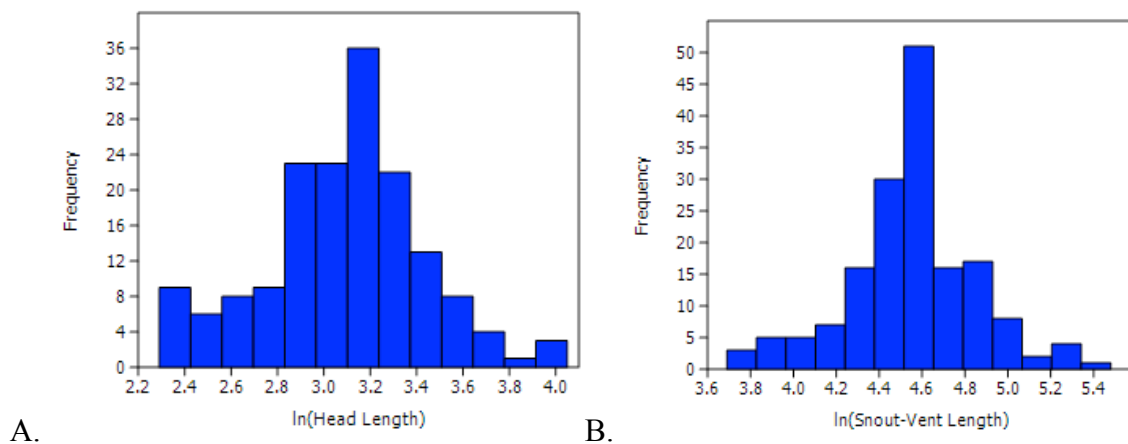 36
32
28
24
20
16
12
8
4
0
Frequency
2.2 2.4 2.6 2.8 3.0 3.2 3.4 3.6 3.8 4.0
ln(Head Length)
A.
50
45
40
35
30
25
20
15
10
5
0
Frequency
3.6 3.8 4.0 4.2 4.4 4.6 4.8 5.0 5.2 5.4
ln(Snout-Vent Length)
B.